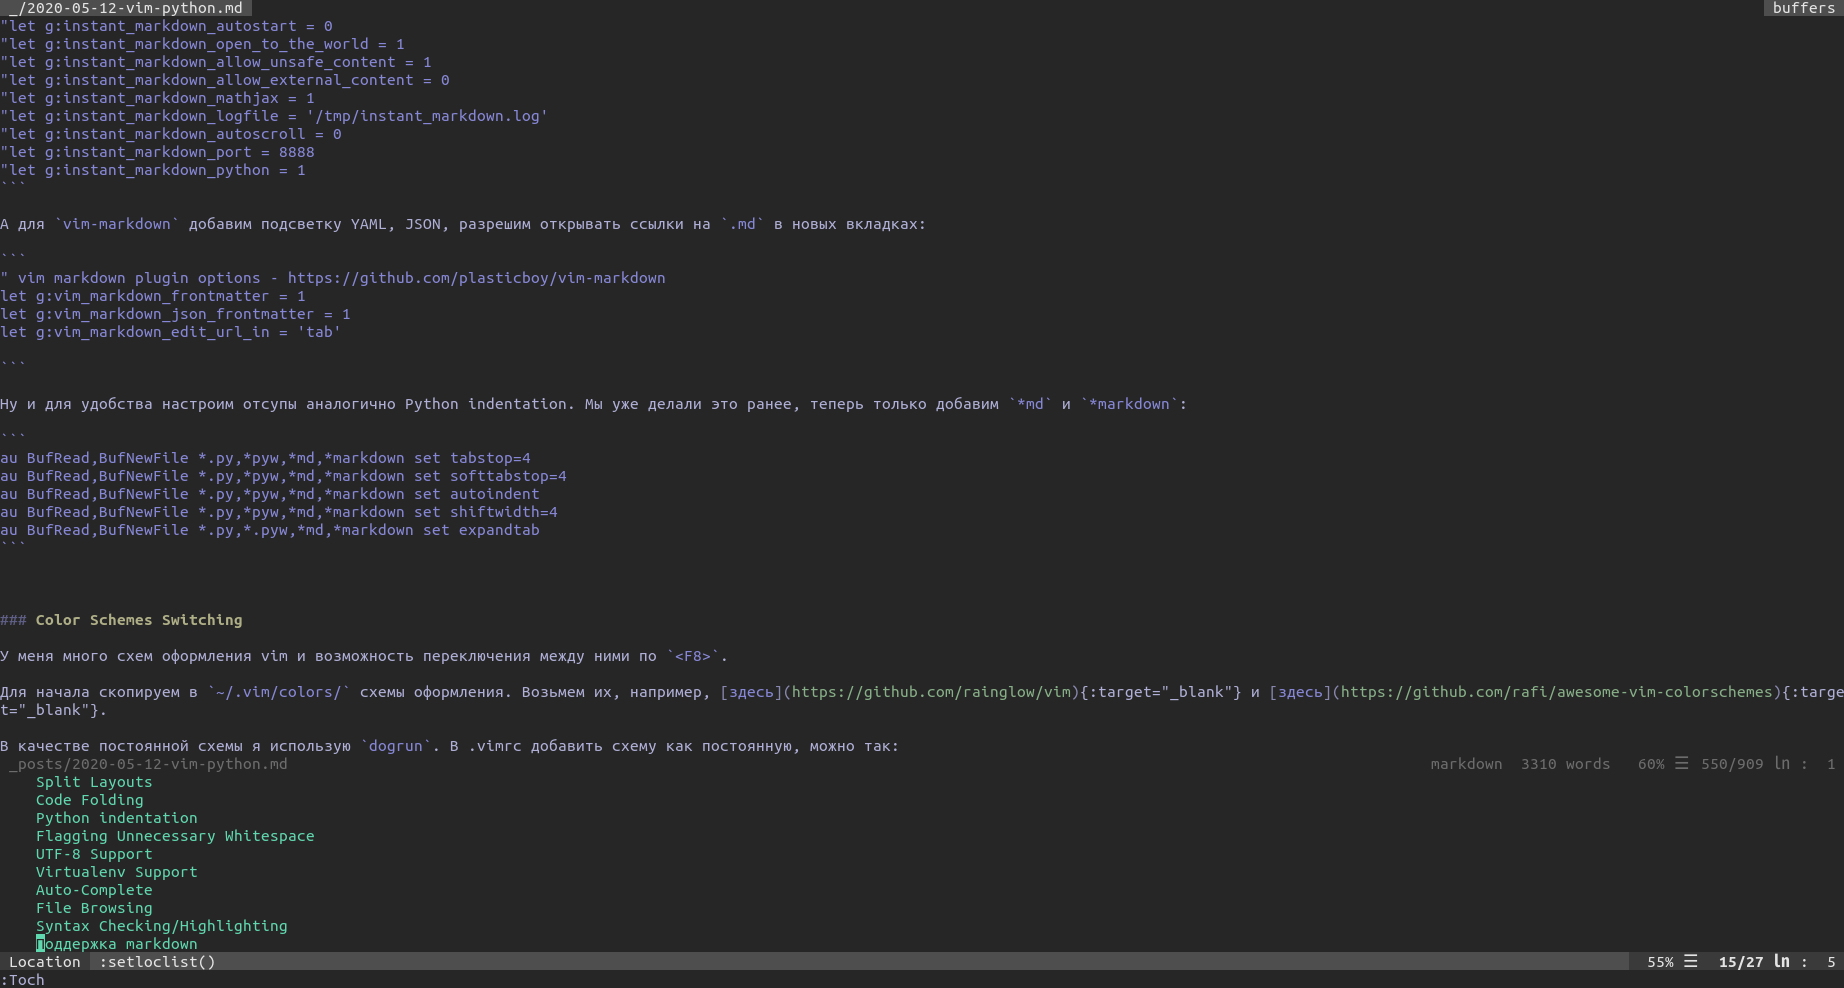 _/2020-05-12-vim-python.md buffers
"let g:instant_markdown_autostart = 0
"let g:instant_markdown_open_to_the_world = 1
"let g:instant_markdown_allow_unsafe_content = 1
"let g:instant_markdown_allow_external_content = 0
"let g:instant_markdown_mathjax = 1
"let g:instant_markdown_logfile = '/tmp/instant_markdown.log'
"let g:instant_markdown_autoscroll = 0
"let g:instant_markdown_port = 8888
"let g:instant_markdown_python = 1
```
А для `vim-markdown` добавим подсветку YAML, JSON, разрешим открывать ссылки на `.md` в новых вкладках:
```
" vim markdown plugin options - https://github.com/plasticboy/vim-markdown
let g:vim_markdown_frontmatter = 1
let g:vim_markdown_json_frontmatter = 1
let g:vim_markdown_edit_url_in = 'tab'
```
Ну и для удобства настроим отступы аналогично Python indentation. Мы уже делали это ранее, теперь только добавим `*md` и `*markdown`:
```
au BufRead,BufNewFile *.py,*pyw,*md,*markdown set tabstop=4
au BufRead,BufNewFile *.py,*pyw,*md,*markdown set softtabstop=4
au BufRead,BufNewFile *.py,*pyw,*md,*markdown set autoindent
au BufRead,BufNewFile *.py,*pyw,*md,*markdown set shiftwidth=4
au BufRead,BufNewFile *.py,*.pyw,*md,*markdown set expandtab
```
### Color Schemes Switching
У меня много схем оформления vim и возможность переключения между ними по `<F8>`.
Для начала скопируем в `~/.vim/colors/` схемы оформления. Возьмем их, например, [здесь](https://github.com/rainglow/vim){:target="_blank"} и [здесь](https://github.com/rafi/awesome-vim-colorschemes){:targe
t="_blank"}.
В качестве постоянной схемы я использую `dogrun`. В .vimrc добавить схему как постоянную, можно так:
_posts/2020-05-12-vim-python.md markdown 3310 words 60% ☰ 550/909 ln : 1
Split Layouts
Code Folding
Python indentation
Flagging Unnecessary Whitespace
UTF-8 Support
Virtualenv Support
Auto-Complete
File Browsing
Syntax Checking/Highlighting
Поддержка markdown
Location :setloclist() 55% ☰ 15/27 ln : 5
:Toch